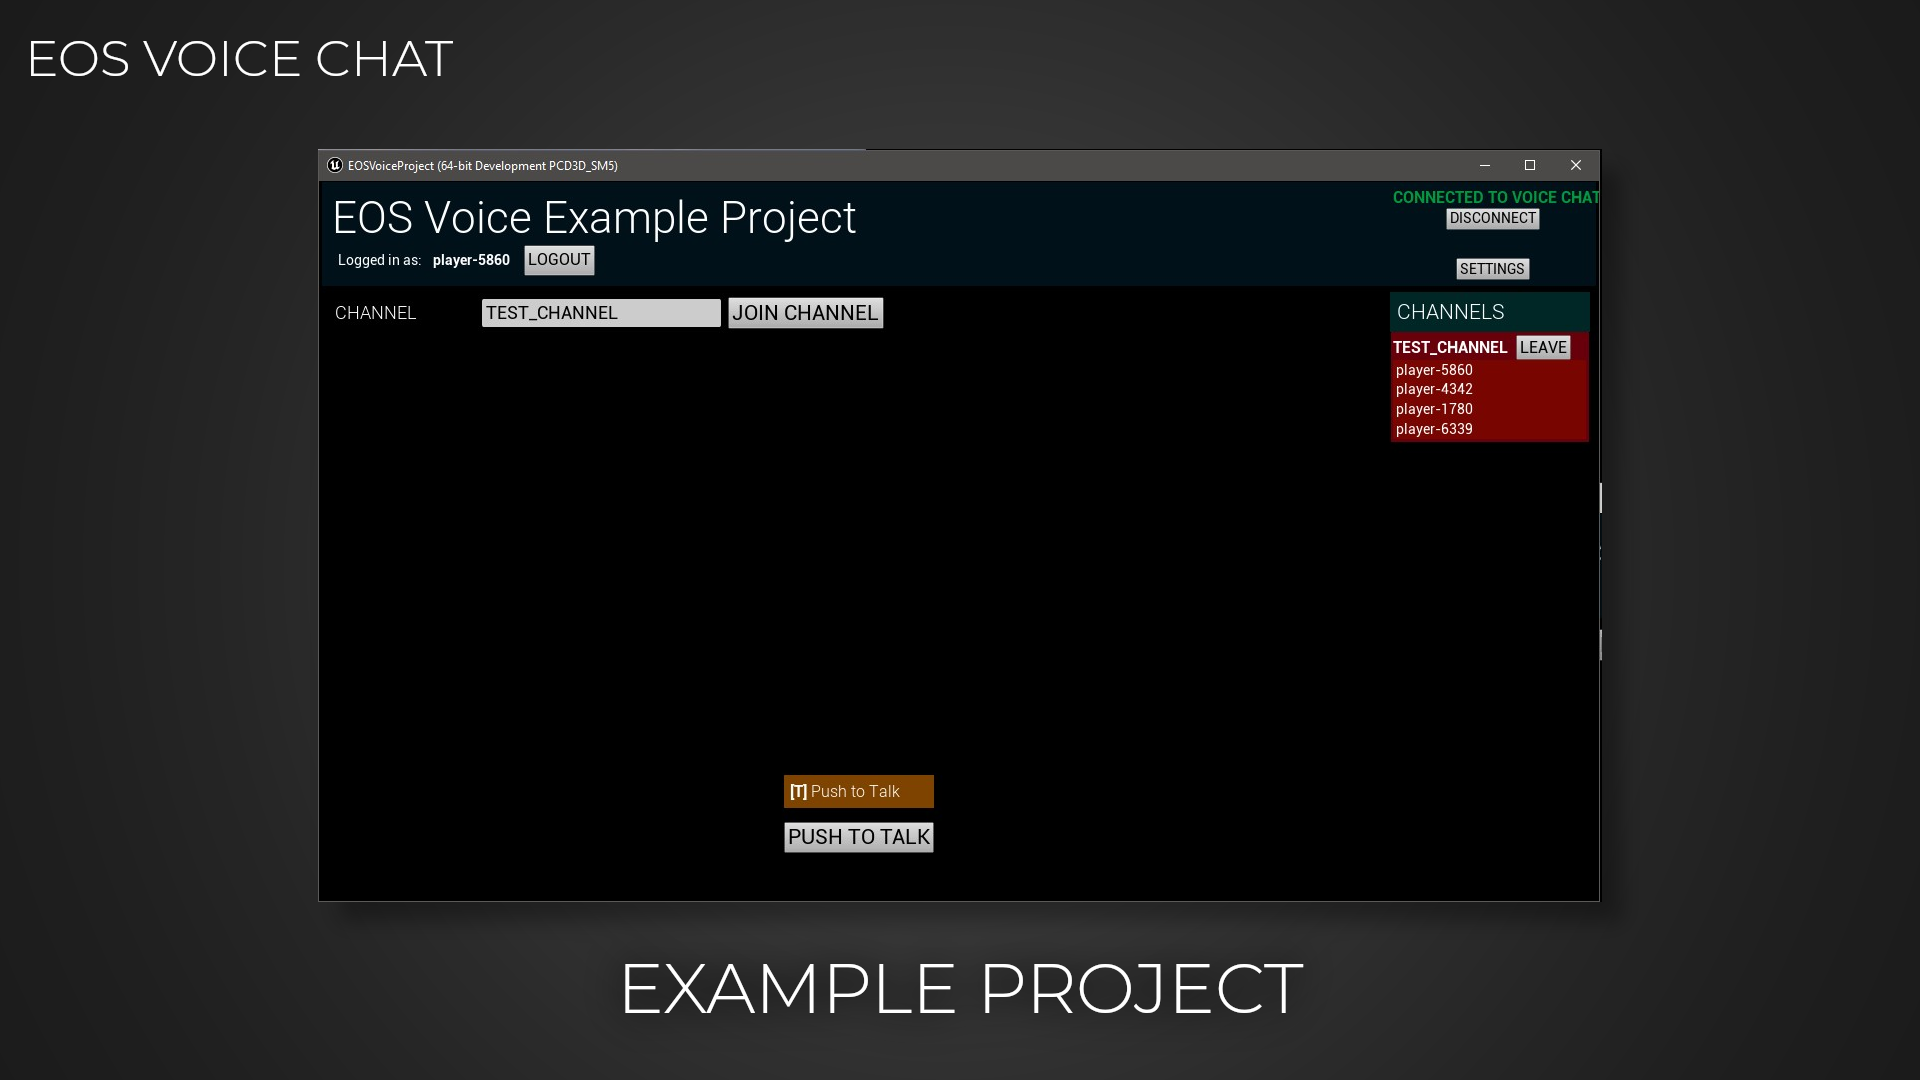 EOS VOICE CHAT
EOSVoiceProject (64-bit Development PCD3D_SM5)
EOS Voice Example Project
CONNECTED TO VOICE CHAT
DISCONNECT
Logged in as: player-5860 LOGOUT
SETTINGS
CHANNEL TEST_CHANNEL JOIN CHANNEL
CHANNELS
TEST_CHANNEL LEAVE
player-5860
player-4342
player-1780
player-6339
[T] Push to Talk
PUSH TO TALK
EXAMPLE PROJECT